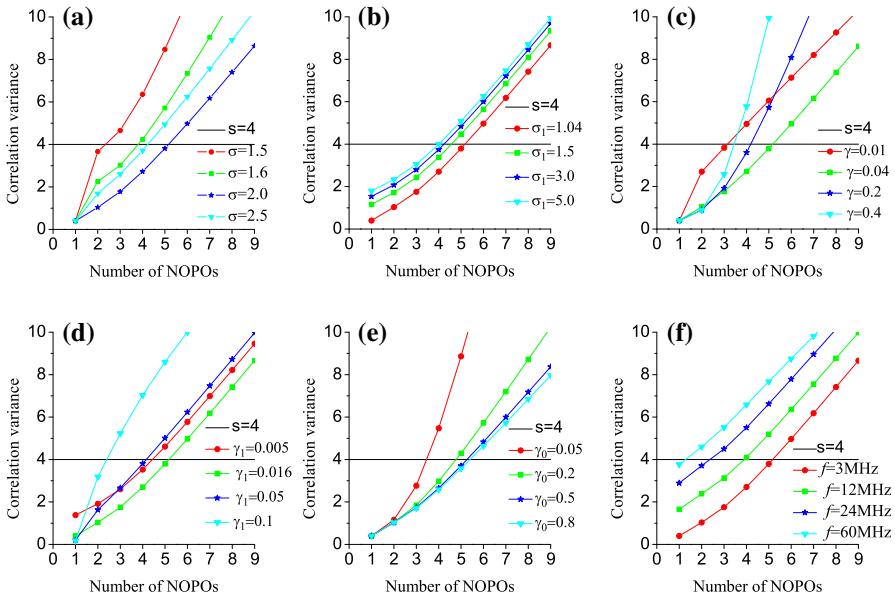 (a)
10
8
6
4
2
0
Correlation variance
s=4
σ=1.5
σ=1.6
σ=2.0
σ=2.5
0 1 2 3 4 5 6 7 8 9
Number of NOPOs
(b)
10
8
6
4
2
0
Correlation variance
s=4
σ1=1.04
σ1=1.5
σ1=3.0
σ1=5.0
0 1 2 3 4 5 6 7 8 9
Number of NOPOs
(c)
10
8
6
4
2
0
Correlation variance
s=4
γ=0.01
γ=0.04
γ=0.2
γ=0.4
0 1 2 3 4 5 6 7 8 9
Number of NOPOs
(d)
10
8
6
4
2
0
Correlation variance
s=4
γ1=0.005
γ1=0.016
γ1=0.05
γ1=0.1
0 1 2 3 4 5 6 7 8 9
Number of NOPOs
(e)
10
8
6
4
2
0
Correlation variance
s=4
γ0=0.05
γ0=0.2
γ0=0.5
γ0=0.8
0 1 2 3 4 5 6 7 8 9
Number of NOPOs
(f)
10
8
6
4
2
0
Correlation variance
s=4
f=3MHz
f=12MHz
f=24MHz
f=60MHz
0 1 2 3 4 5 6 7 8 9
Number of NOPOs